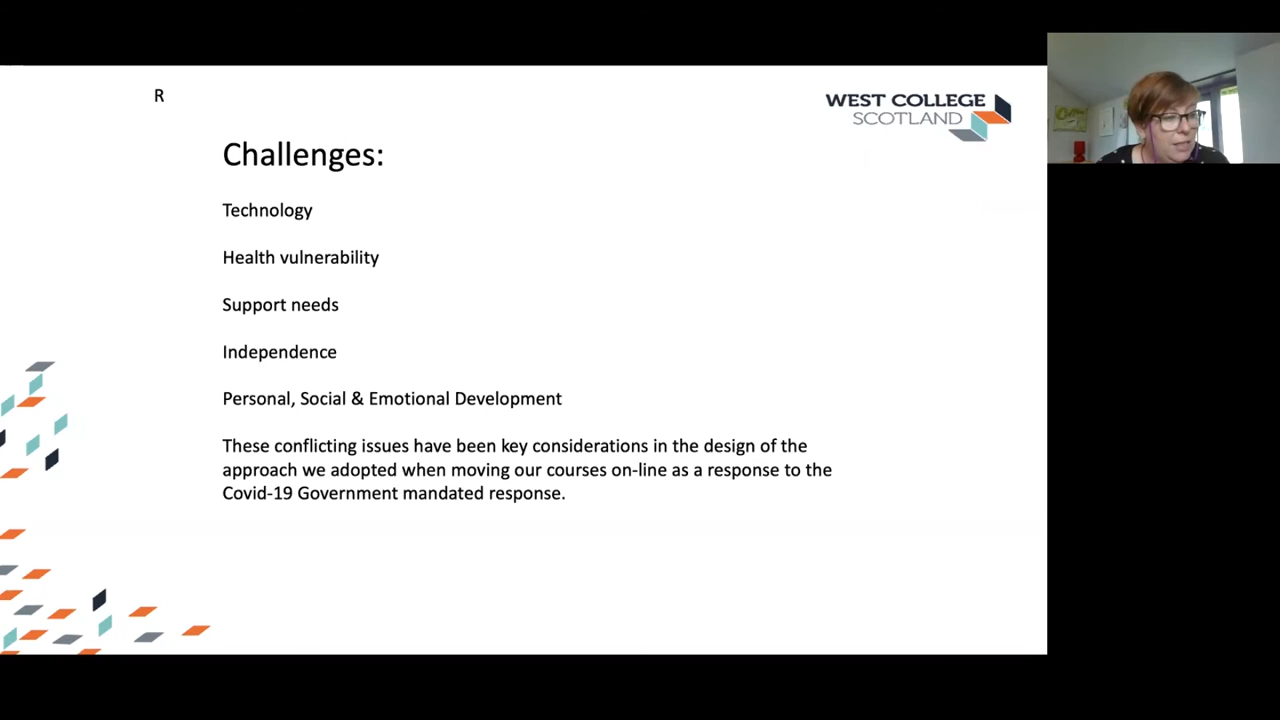 R
WEST COLLEGE
SCOTLAND
Challenges:
Technology
Health vulnerability
Support needs
Independence
Personal, Social & Emotional Development
These conflicting issues have been key considerations in the design of the
approach we adopted when moving our courses on-line as a response to the
Covid-19 Government mandated response.